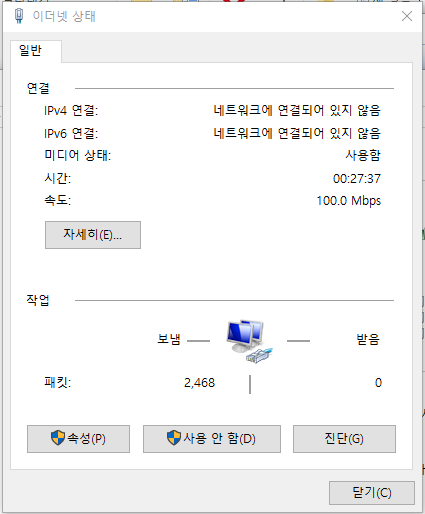 이더넷 상태
일반
연결
IPv4 연결: 네트워크에 연결되어 있지 않음
IPv6 연결: 네트워크에 연결되어 있지 않음
미디어 상태: 사용함
시간: 00:27:37
속도: 100.0 Mbps
자세히(E)...
작업
보냄 받음
패킷: 2,468 0
속성(P) 사용 안 함(D) 진단(G)
닫기(C)